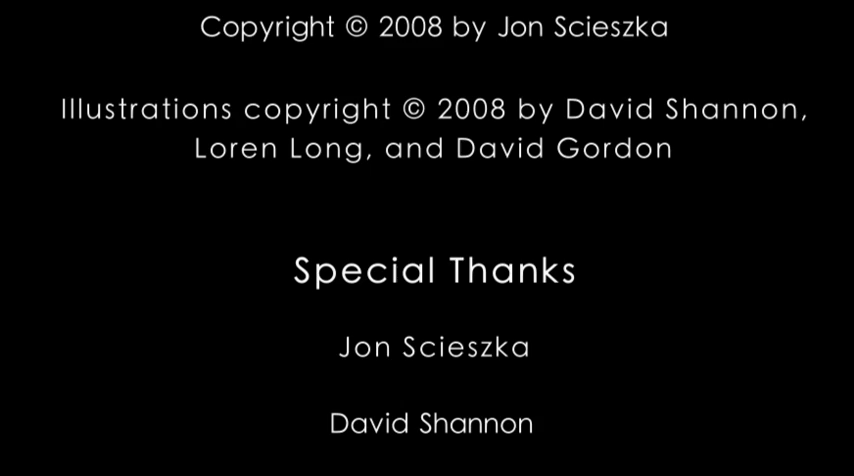 Copyright © 2008 by Jon Scieszka
Illustrations copyright © 2008 by David Shannon,
Loren Long, and David Gordon
Special Thanks
Jon Scieszka
David Shannon